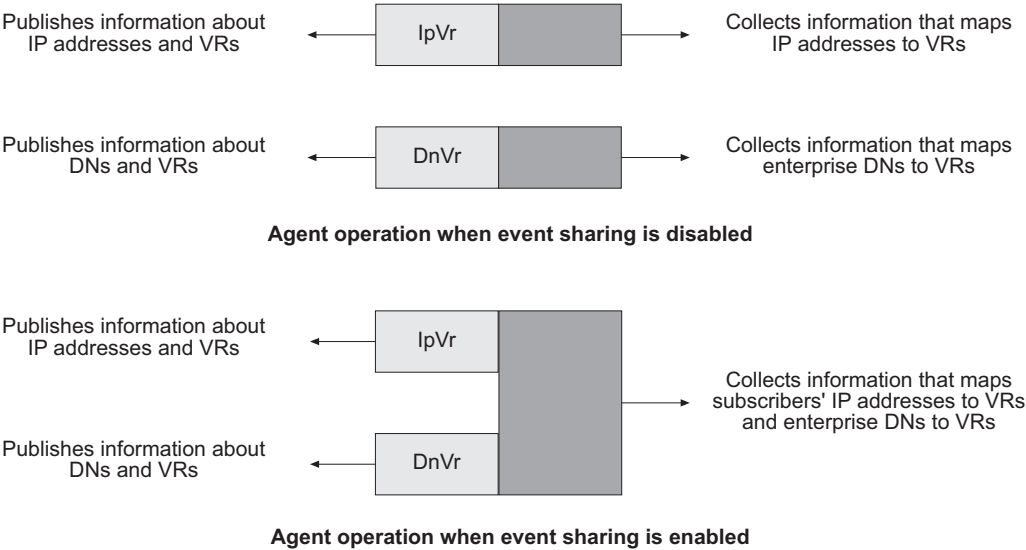 Publishes information about
IP addresses and VRs
IpVr
Collects information that maps
IP addresses to VRs
Publishes information about
DNs and VRs
DnVr
Collects information that maps
enterprise DNs to VRs
Agent operation when event sharing is disabled
Publishes information about
IP addresses and VRs
IpVr
Collects information that maps
subscribers' IP addresses to VRs
and enterprise DNs to VRs
Publishes information about
DNs and VRs
DnVr
Agent operation when event sharing is enabled